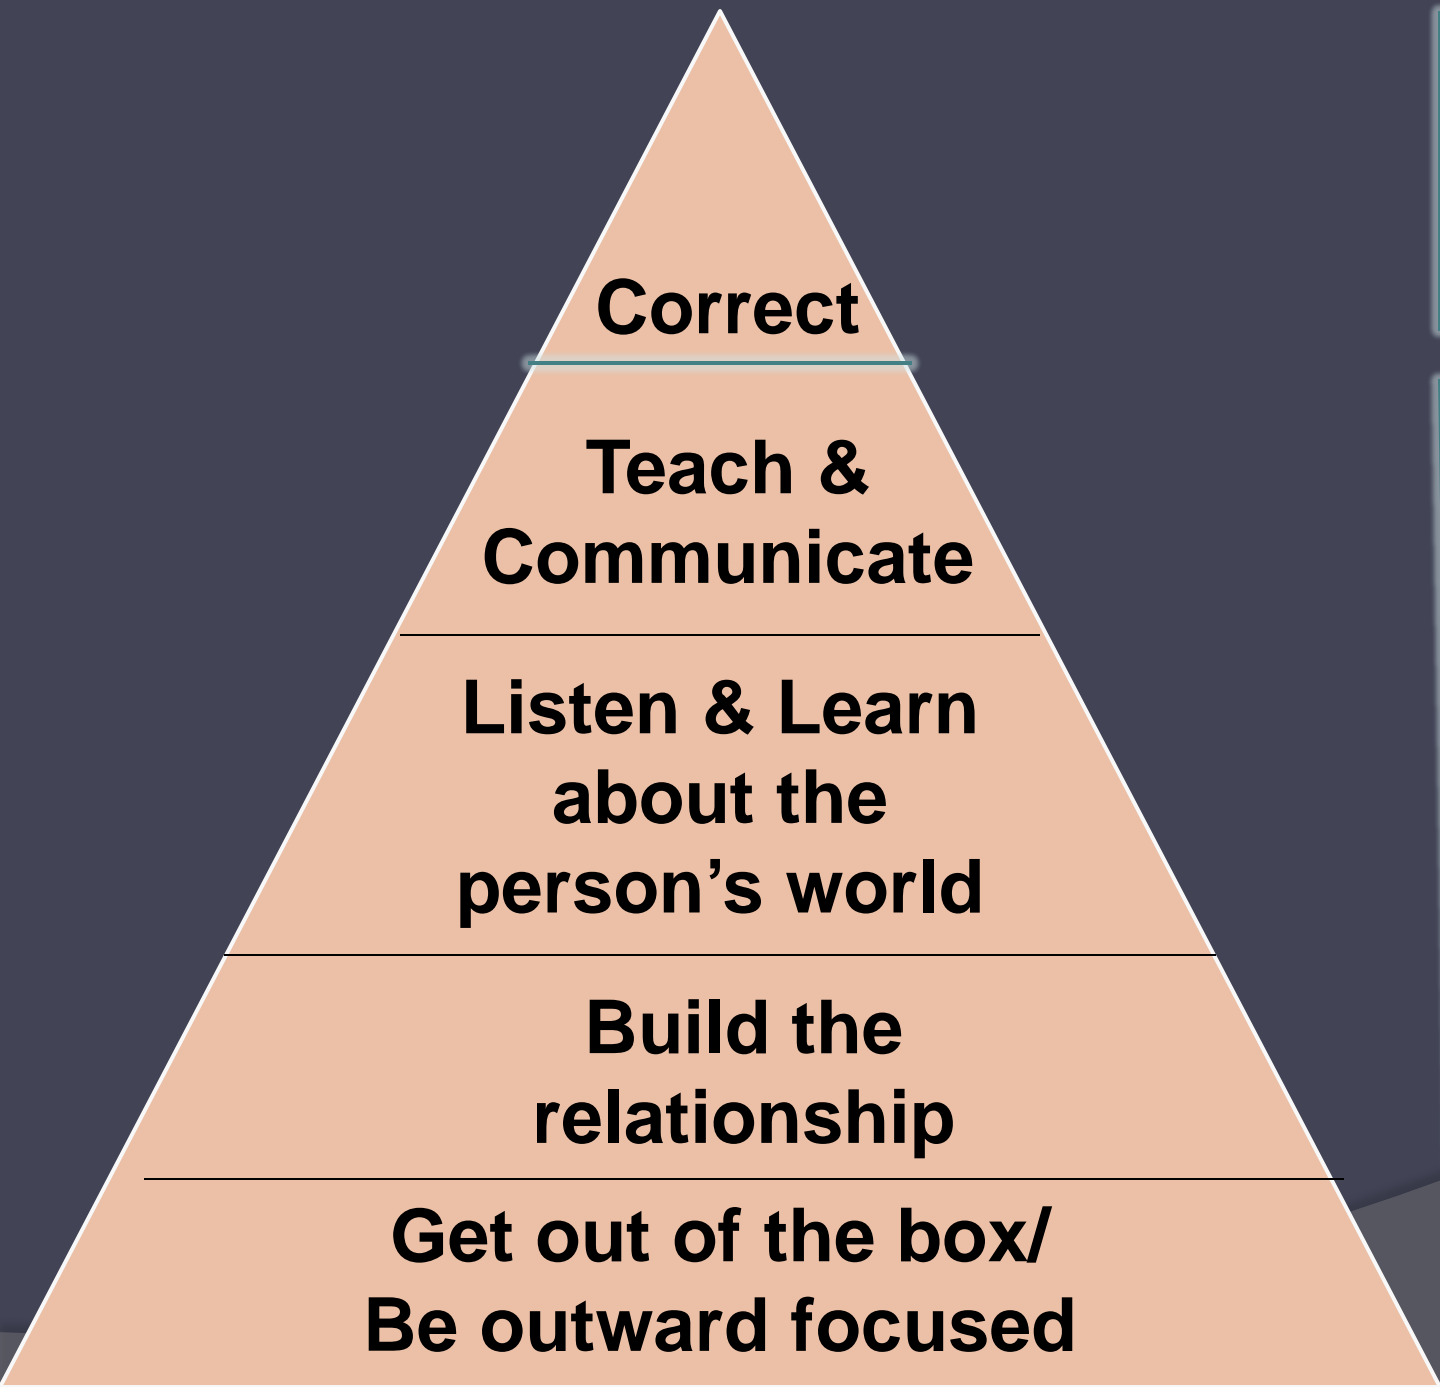 Correct
Teach &
Communicate
Listen & Learn
about the
person’s world
Build the
relationship
Get out of the box/
Be outward focused